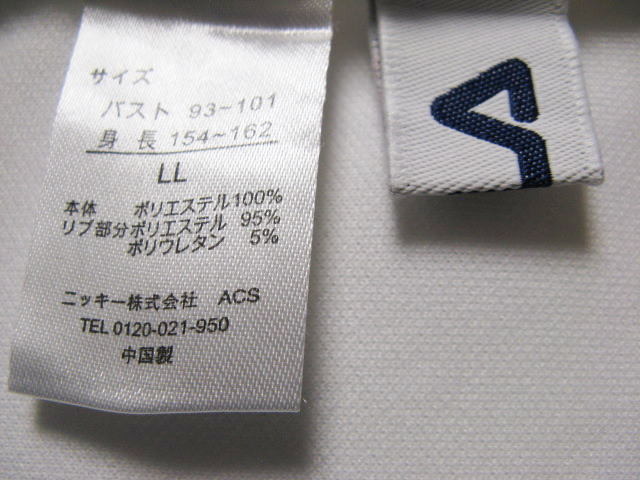 サイズ
バスト 93~101
身長 154~162
LL
本体 ポリエステル100%
リブ部分ポリエステル 95%
ポリウレタン 5%
ニッキー株式会社 ACS
TEL 0120-021-950
中国製